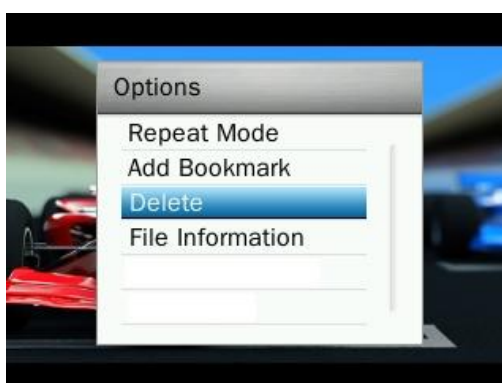 Options
Repeat Mode
Add Bookmark
Delete
File Information